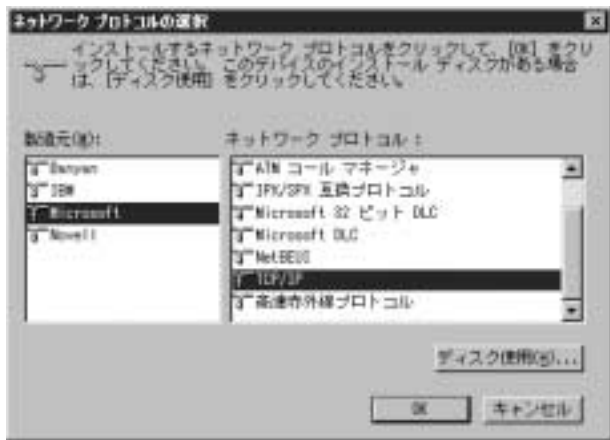 ネットワーク プロトコルの選択
インストールするネットワーク プロトコルをクリックして、[OK] をクリ
ックしてください。 このデバイスのインストール ディスクがある場合
は、[ディスク使用] をクリックしてください。
製造元(M):
Banyan
IBM
Microsoft
Novell
ネットワーク プロトコル :
ATM コール マネージャ
IPX/SPX 互換プロトコル
Microsoft 32 ビット DLC
Microsoft DLC
NetBEUI
TCP/IP
高速赤外線プロトコル
ディスク使用(H)...
OK
キャンセル